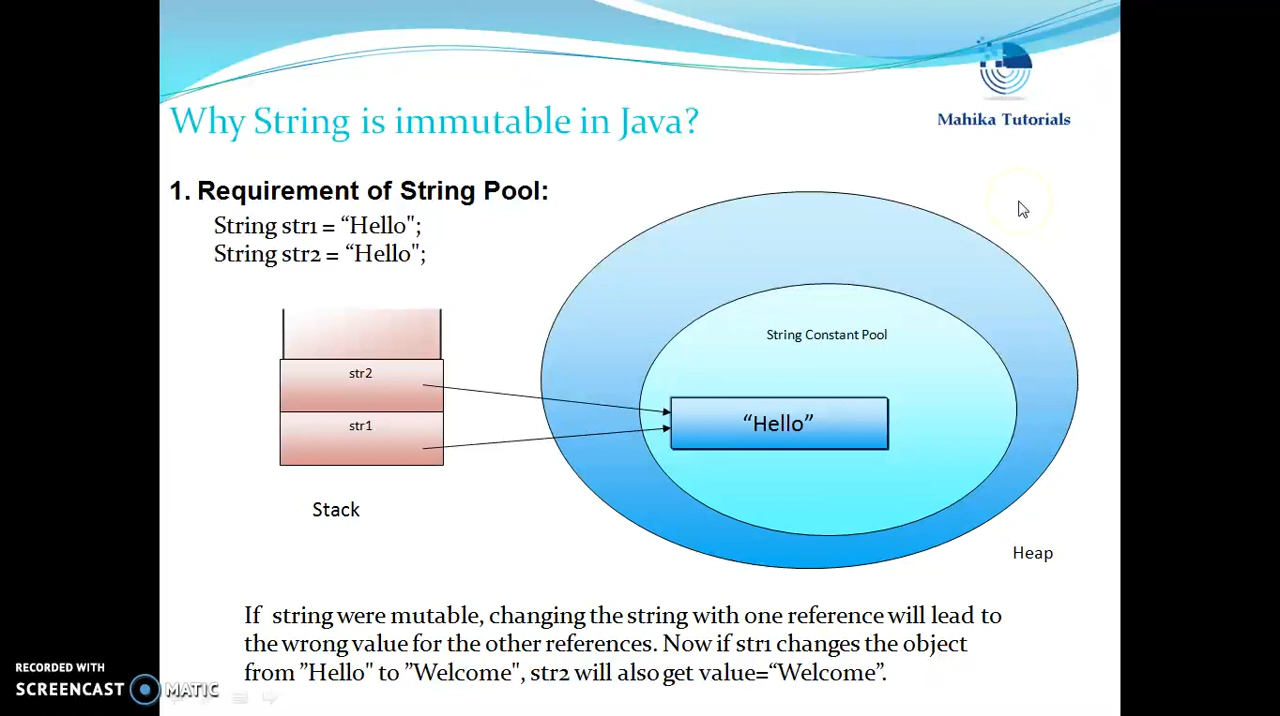 Why String is immutable in Java?
Mahika Tutorials
1. Requirement of String Pool:
String str1 = “Hello";
String str2 = “Hello";
String Constant Pool
str2
“Hello”
str1
Stack
Heap
If string were mutable, changing the string with one reference will lead to
the wrong value for the other references. Now if str1 changes the object
from ”Hello" to ”Welcome", str2 will also get value=“Welcome”.
RECORDED WITH
SCREENCAST MATIC